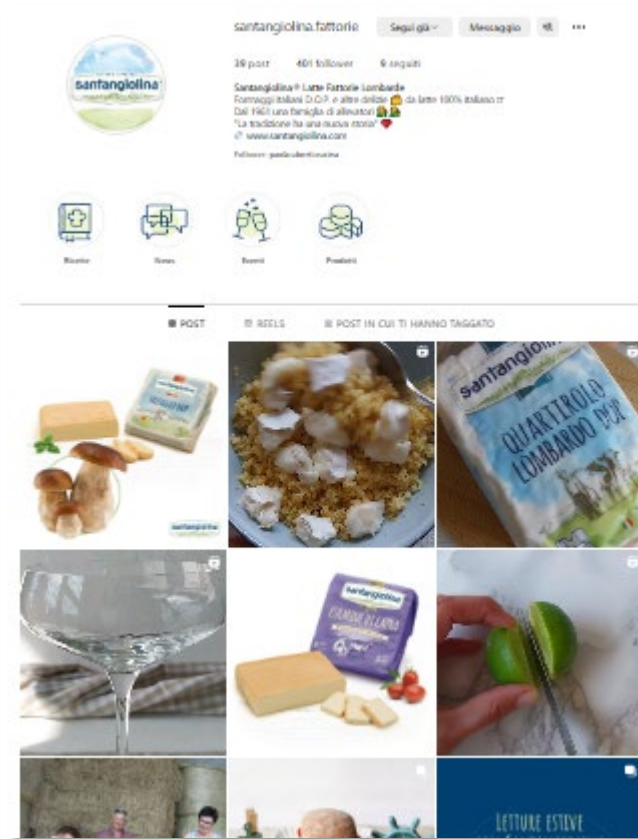 santangiolina
santangiolina.fattorie Segui già Messaggio
39 post 401 follower 9 seguiti
Santangiolina® Latte Fattorie Lombarde
Formaggi italiani D.O.P. e altre delizie da latte 100% italiano
Dal 1961 una famiglia di allevatori
"La tradizione ha una nuova storia"
www.santangiolina.com
Follower:
Ricette News Eventi Prodotti
POST REELS POST IN CUI TI HANNO TAGGATO
santangiolina
santangiolina
QUARTIROLO
LOMBARDO DOP
santangiolina
LETTURE ESTIVE